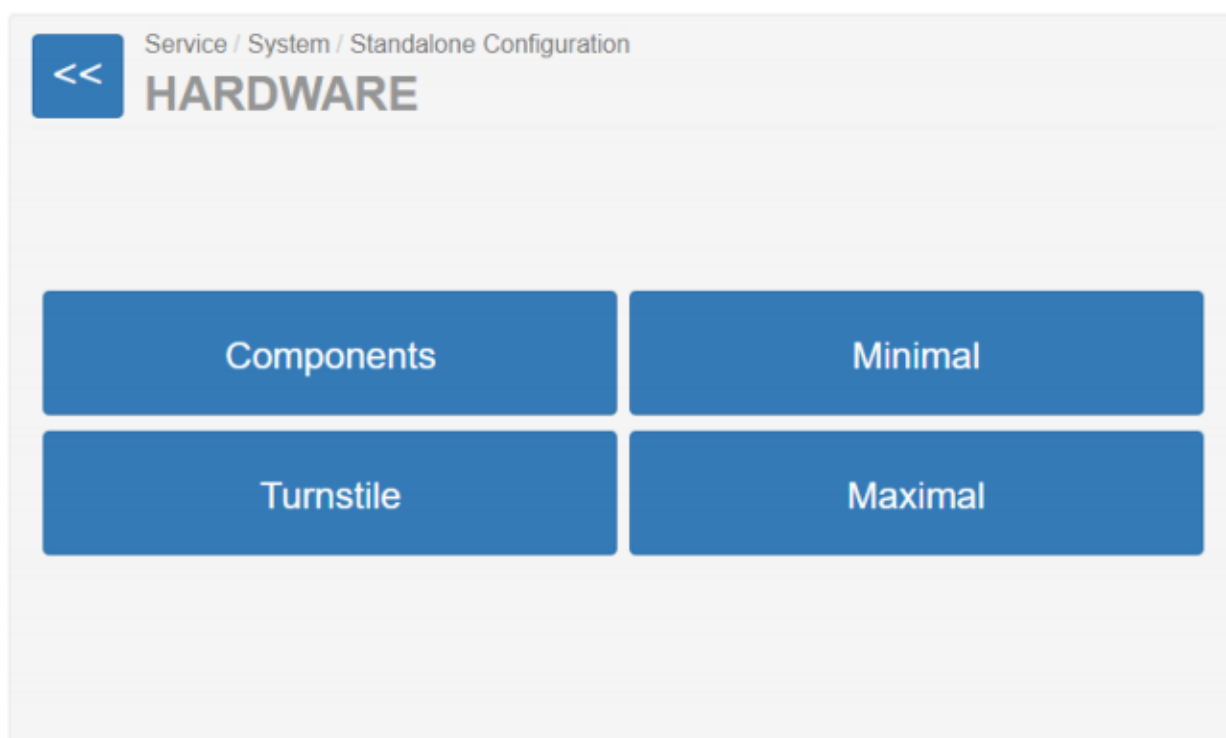 <<
Service / System / Standalone Configuration
HARDWARE
Components
Minimal
Turnstile
Maximal